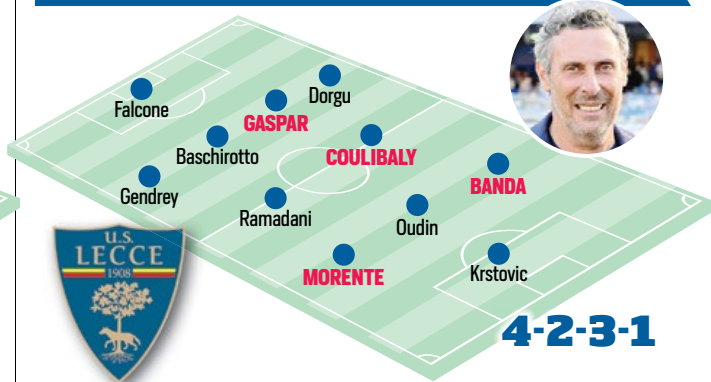 Falcone
GASPAR
Dorgu
Baschirotto
COULIBALY
Gendrey
BANDA
Ramadani
Oudin
MORENTE
Krstovic
U.S.
LECCE
1908
4-2-3-1